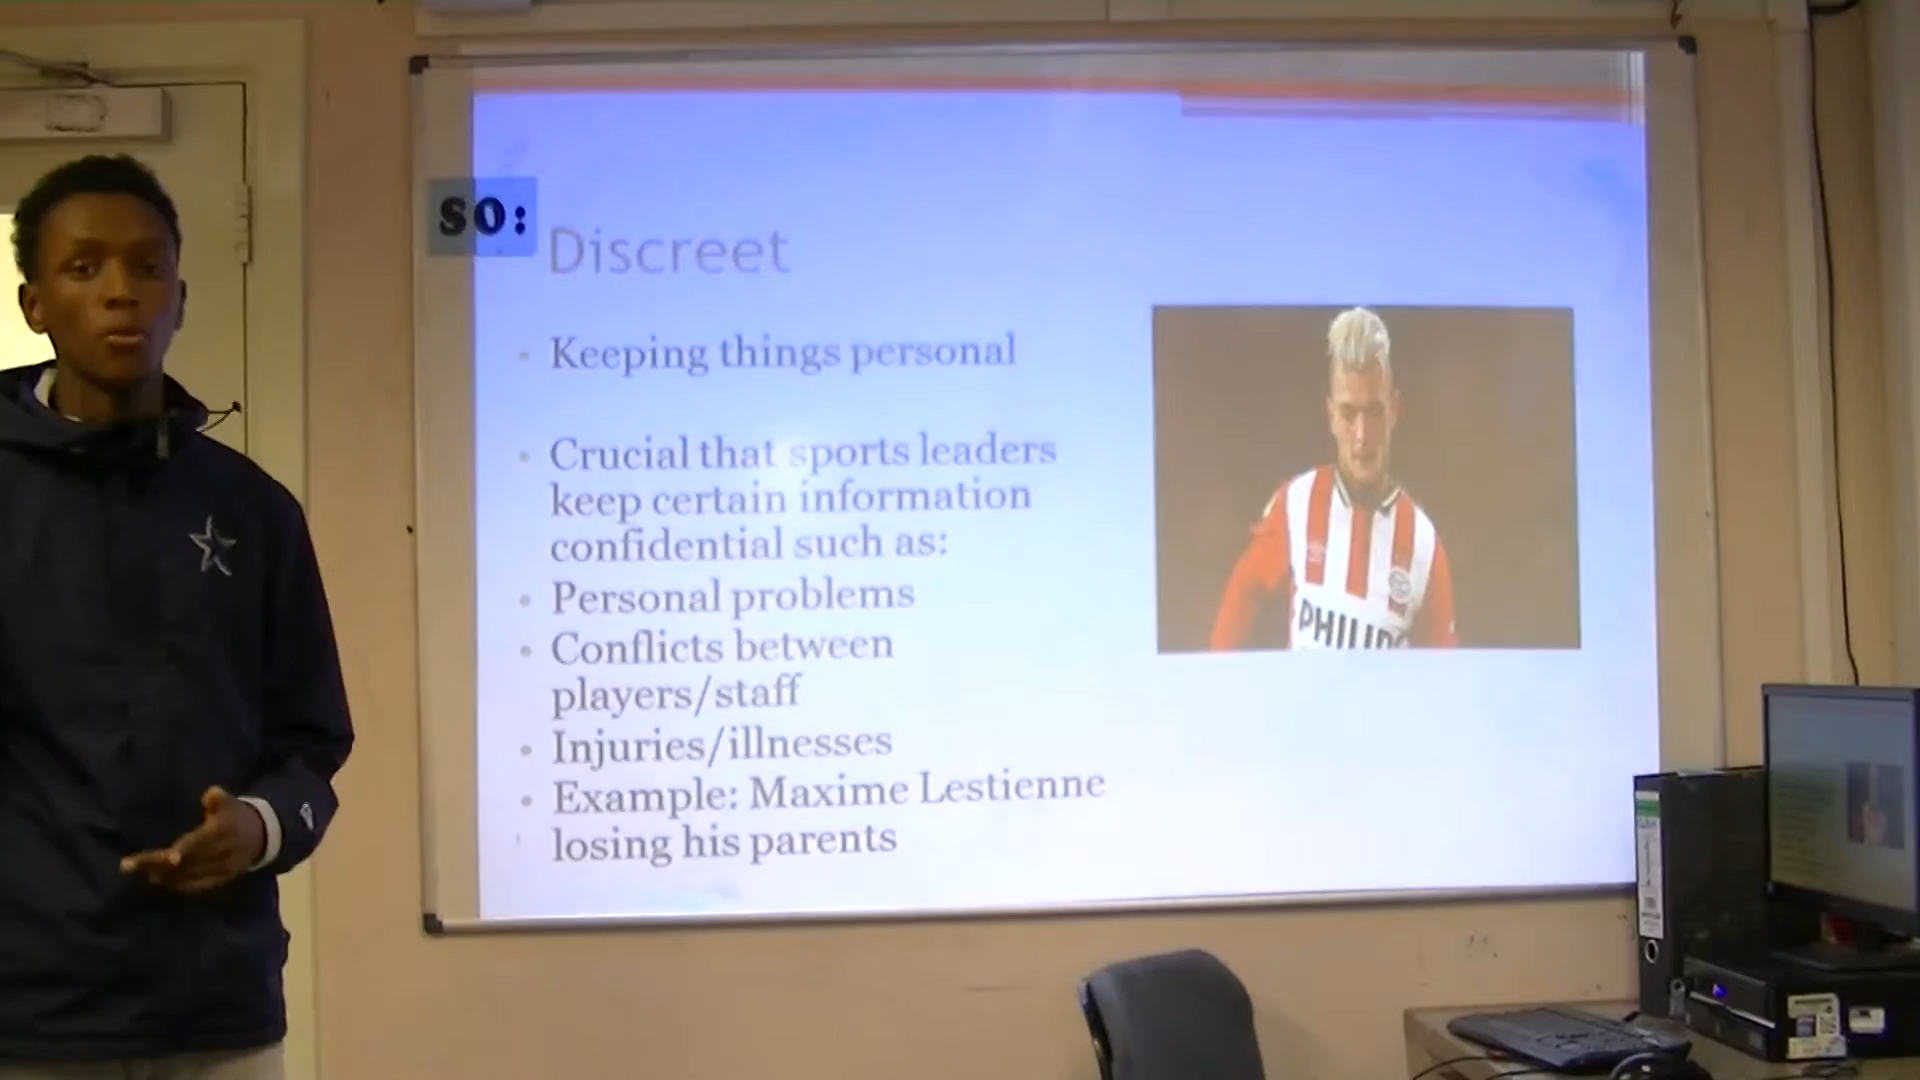 SO:
Discreet
Keeping things personal
Crucial that sports leaders
keep certain information
confidential such as:
Personal problems
Conflicts between
players/staff
Injuries/illnesses
Example: Maxime Lestienne
losing his parents